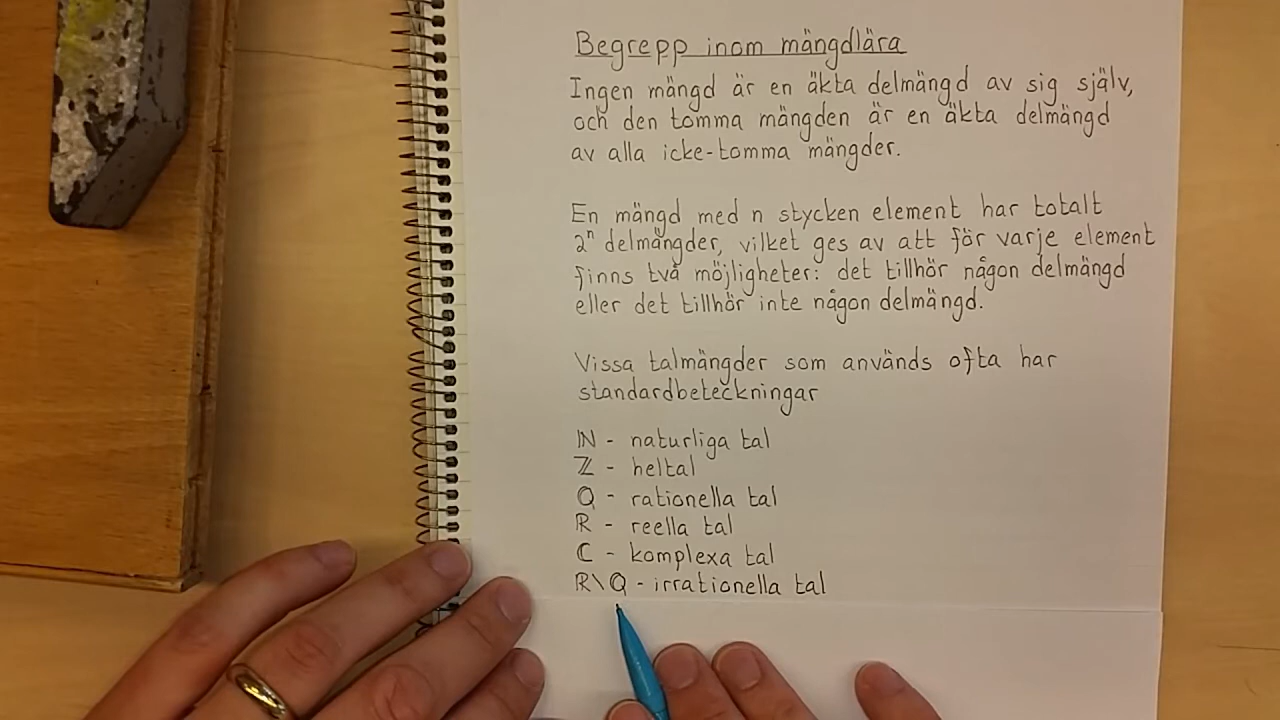 Begrepp inom mängdlära
Ingen mängd är en äkta delmängd av sig själv,
och den tomma mängden är en äkta delmängd
av alla icke-tomma mängder.
En mängd med n stycken element har totalt
2ⁿ delmängder, vilket ges av att för varje element
finns två möjligheter: det tillhör någon delmängd
eller det tillhör inte någon delmängd.
Vissa talmängder som används ofta har
standardbeteckningar
ℕ - naturliga tal
ℤ - heltal
ℚ - rationella tal
ℝ - reella tal
ℂ - komplexa tal
ℝ\ℚ - irrationella tal